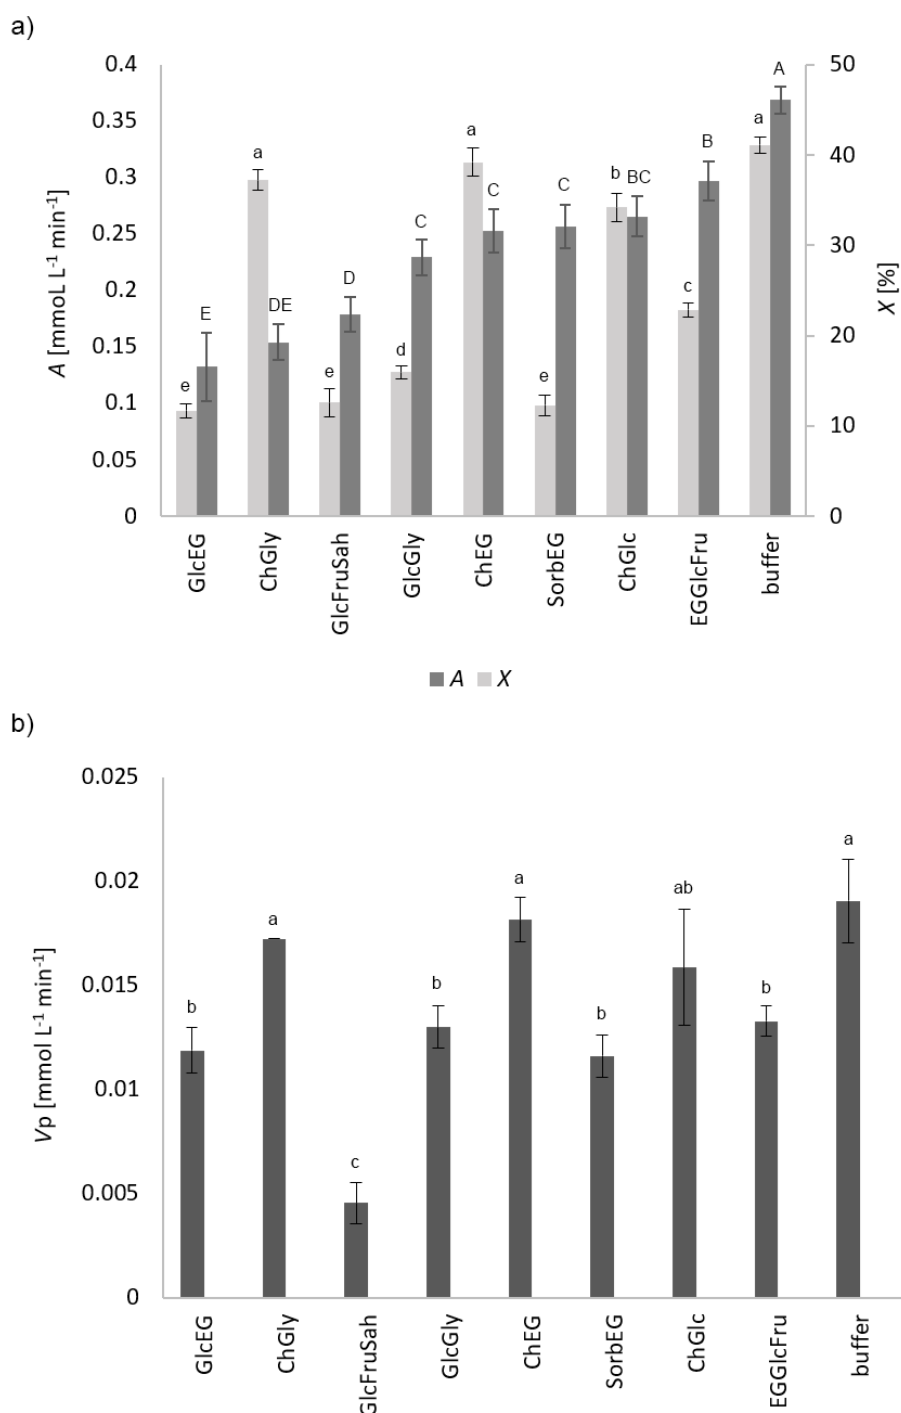 a)
0.4
0.35
0.3
0.25
0.2
0.15
0.1
0.05
0
A [mmoL L-1 min-1]
50
40
30
20
10
0
X [%]
e E
a DE
e D
d C
a C
e C
b BC
c B
a A
GlcEG
ChGly
GlcFruSah
GlcGly
ChEG
SorbEG
ChGlc
EGGlcFru
buffer
A X
b)
0.025
0.02
0.015
0.01
0.005
0
Vp [mmol L-1 min-1]
b
a
c
b
a
b
ab
b
a
GlcEG
ChGly
GlcFruSah
GlcGly
ChEG
SorbEG
ChGlc
EGGlcFru
buffer